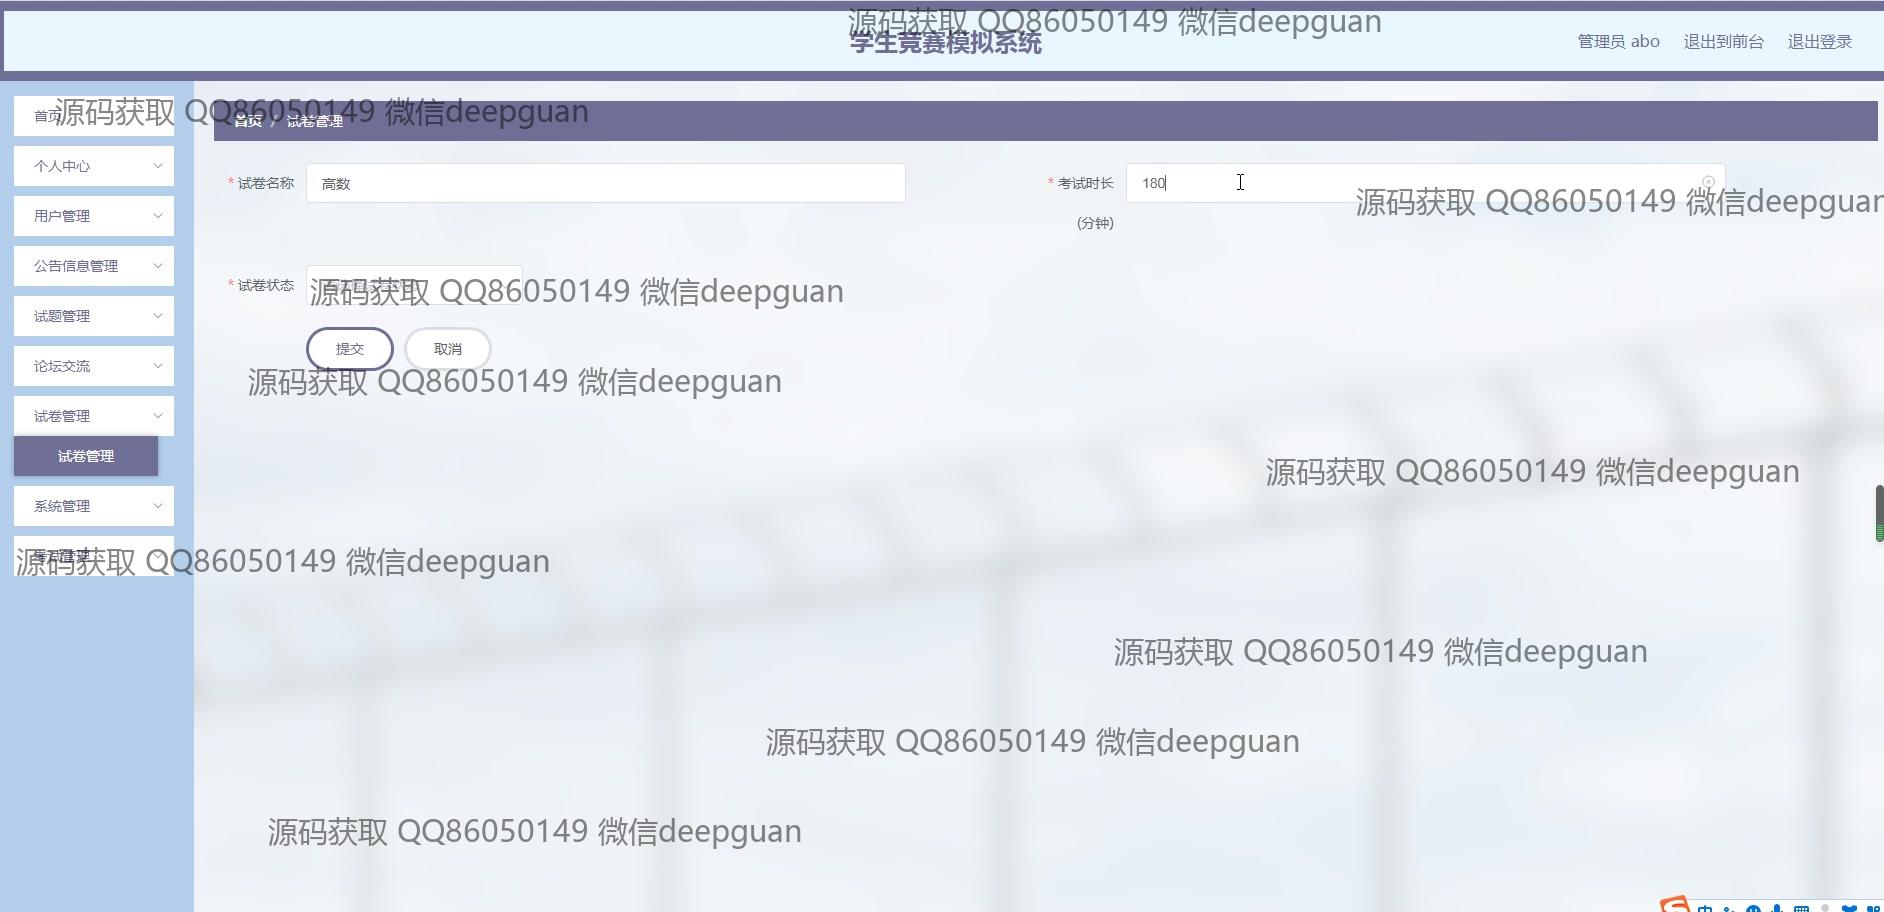 源码获取 QQ86050149 微信deepguan
学生竞赛模拟系统
管理员 abo
退出到前台
退出登录
首页
源码获取 QQ86050149 微信deepguan
首页 / 试卷管理
个人中心
* 试卷名称
高数
* 考试时长
180
源码获取 QQ86050149 微信deepguan
用户管理
(分钟)
公告信息管理
* 试卷状态
源码获取 QQ86050149 微信deepguan
试题管理
提交
取消
论坛交流
源码获取 QQ86050149 微信deepguan
试卷管理
试卷管理
源码获取 QQ86050149 微信deepguan
系统管理
源码获取 QQ86050149 微信deepguan
源码获取 QQ86050149 微信deepguan
源码获取 QQ86050149 微信deepguan
源码获取 QQ86050149 微信deepguan
中